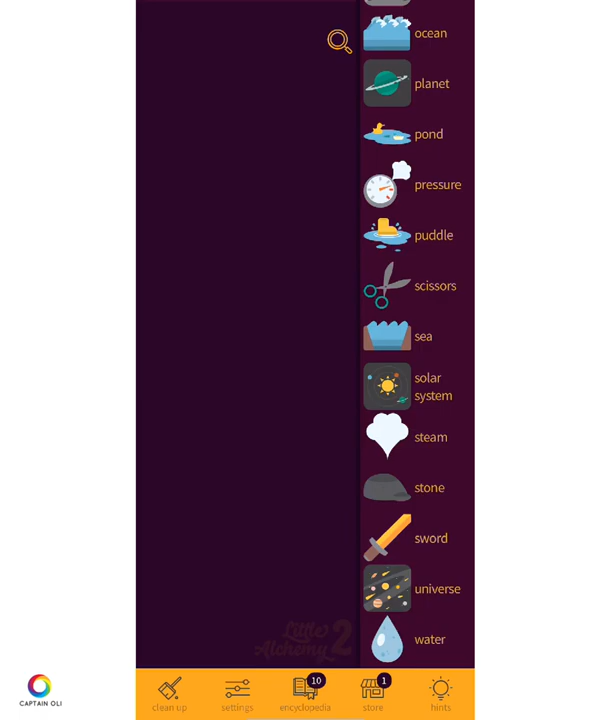 ocean
planet
pond
pressure
puddle
scissors
sea
solar
system
steam
stone
sword
universe
water
Little
Alchemy 2
10
1
clean up
settings
encyclopedia
store
hints
CAPTAIN OLI